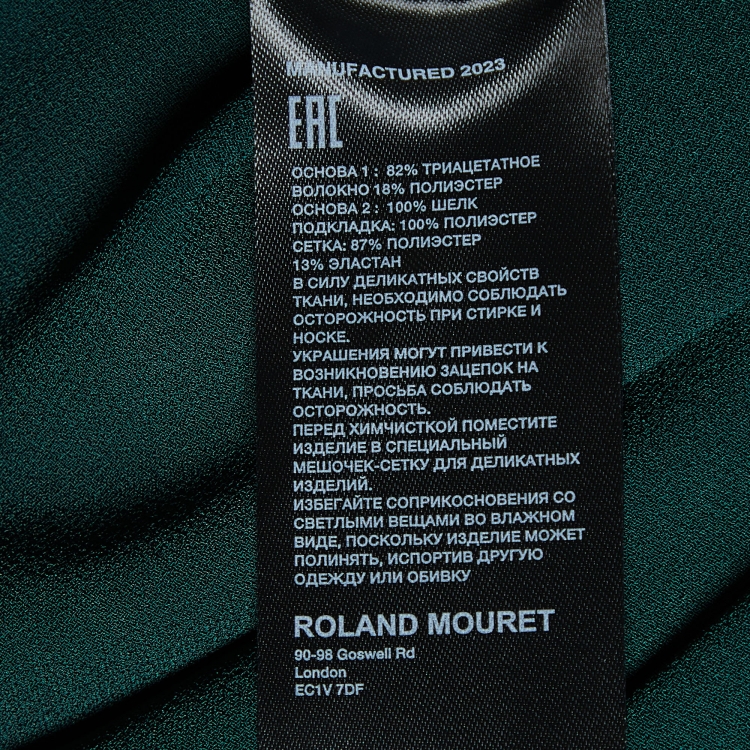 MANUFACTURED 2023
EAC
ОСНОВА 1 : 82% ТРИАЦЕТАТНОЕ
ВОЛОКНО 18% ПОЛИЭСТЕР
ОСНОВА 2 : 100% ШЕЛК
ПОДКЛАДКА: 100% ПОЛИЭСТЕР
СЕТКА: 87% ПОЛИЭСТЕР
13% ЭЛАСТАН
В СИЛУ ДЕЛИКАТНЫХ СВОЙСТВ
ТКАНИ, НЕОБХОДИМО СОБЛЮДАТЬ
ОСТОРОЖНОСТЬ ПРИ СТИРКЕ И
НОСКЕ.
УКРАШЕНИЯ МОГУТ ПРИВЕСТИ К
ВОЗНИКНОВЕНИЮ ЗАЦЕПОК НА
ТКАНИ, ПРОСЬБА СОБЛЮДАТЬ
ОСТОРОЖНОСТЬ.
ПЕРЕД ХИМЧИСТКОЙ ПОМЕСТИТЕ
ИЗДЕЛИЕ В СПЕЦИАЛЬНЫЙ
МЕШОЧЕК-СЕТКУ ДЛЯ ДЕЛИКАТНЫХ
ИЗДЕЛИЙ.
ИЗБЕГАЙТЕ СОПРИКОСНОВЕНИЯ СО
СВЕТЛЫМИ ВЕЩАМИ ВО ВЛАЖНОМ
ВИДЕ, ПОСКОЛЬКУ ИЗДЕЛИЕ МОЖЕТ
ПОЛИНЯТЬ, ИСПОРТИВ ДРУГУЮ
ОДЕЖДУ ИЛИ ОБИВКУ
ROLAND MOURET
90-98 Goswell Rd
London
EC1V 7DF